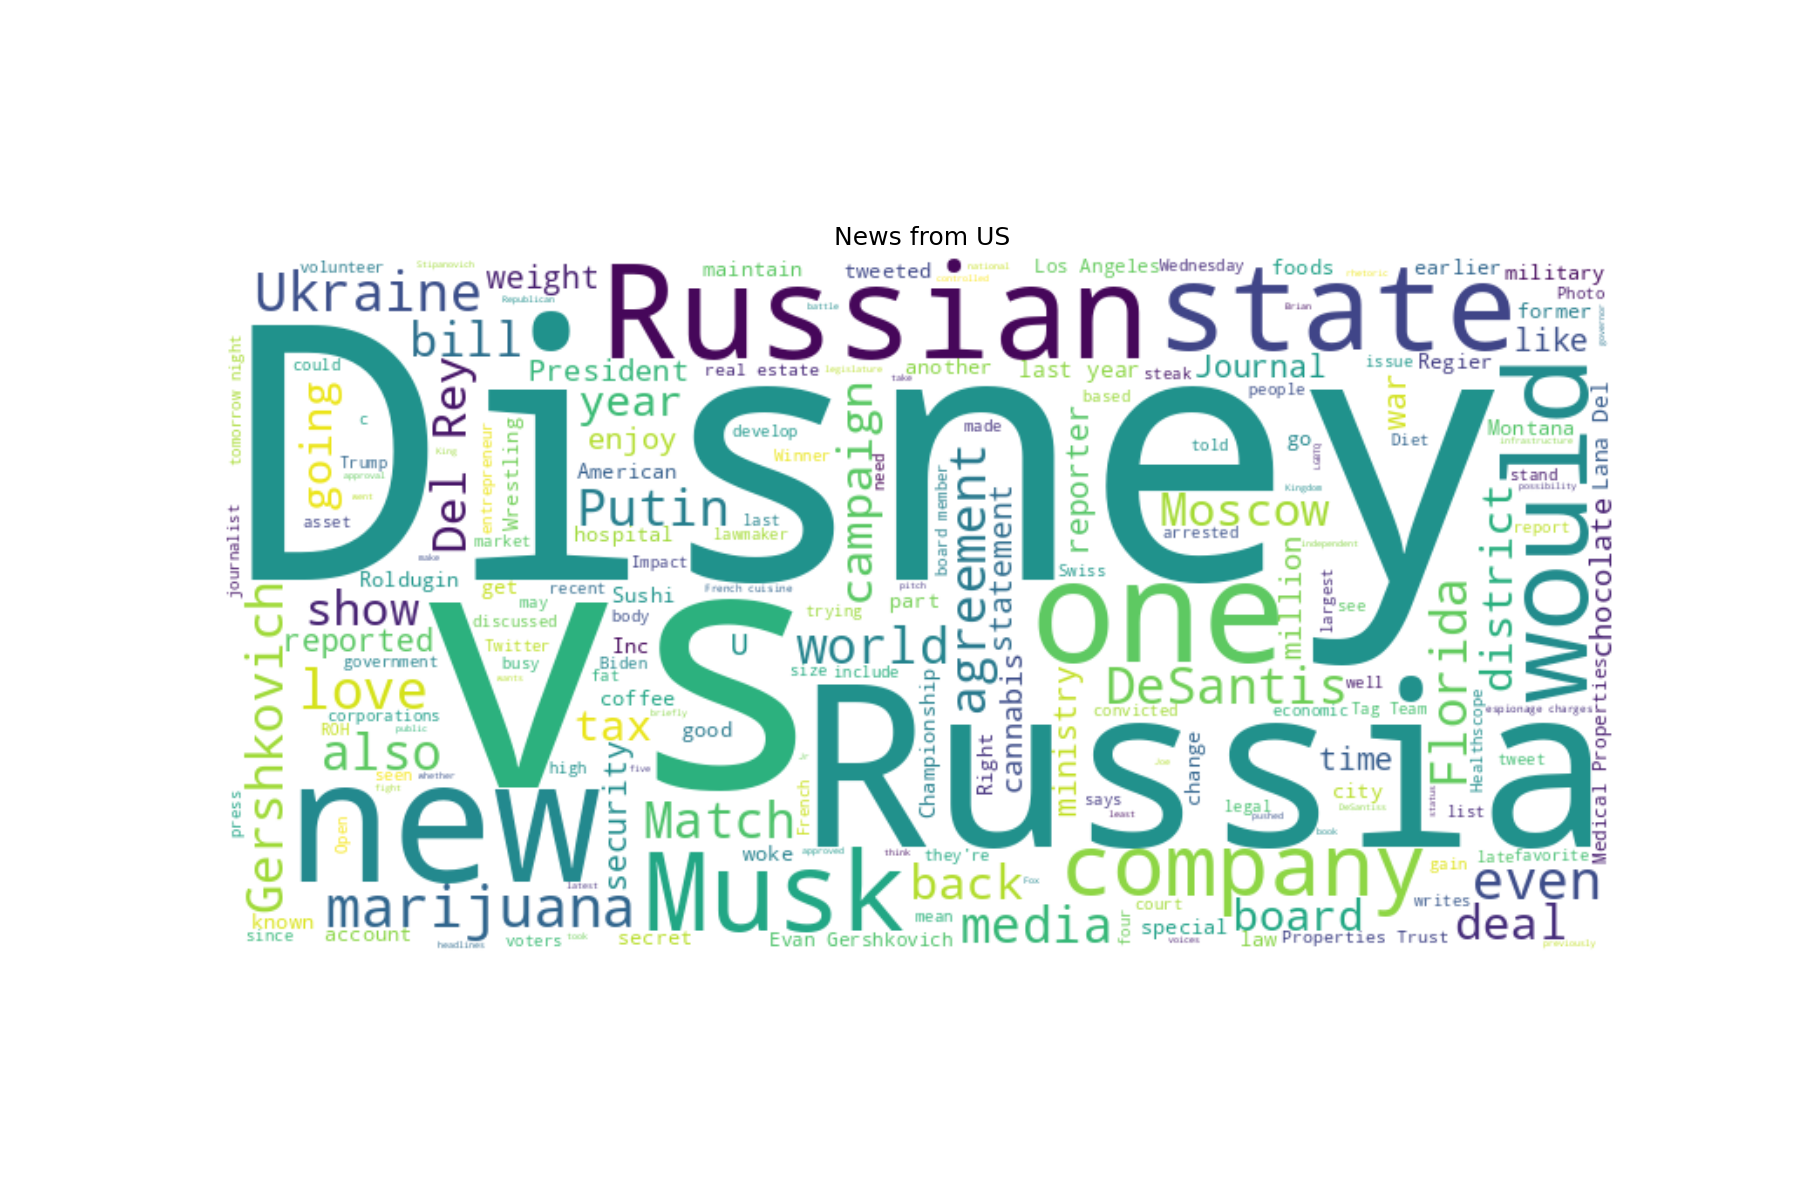 News from US
volunteer
Stipanovich
Ukraine
weight
Republican
bill
maintain
tweeted
national
controlled
Los Angeles
Wednesday
foods
rhetoric
earlier
military
Photo
Russian
state
battle
Brian
former
like
governor
tomorrow night
could
President
real estate
legislature
another
last year
steak
Journal
issue
Regier
take
Disney
going
c
Trump
approval
went
asset
Del Rey
King
entrepreneur
Wrestling
market
make
year
enjoy
American
Putin
hospital
Impact
develop
Winner
last
lawmaker
campaign
need
made
board member
agreement
statement
reporter
based
people
told
go
LGBTQ
Kingdom
Moscow
arrested
independent
war
Diet
Montana
infrastructure
stand
possibility
report
would
Lana Del
journalist
Roldugin
get
recent
Sushi
French cuisine
pitch
Swiss
chocolate
Gershkovich
show
reported
government
may
discussed
Twitter
busy
wants
body
Inc
Biden
fat
U
trying
part
world
size
include
one
million
largest
see
Florida
district
love
corporations
ROH
public
also
seen
whether
fight
vs
coffee
tax
briefly
good
high
five
security
Jr
French
Championship
Right
cannabis
ministry
DeSantis
well
convicted
economic
Tag Team
Healthscope
espionage charges
Medical Properties
press
Open
new
latest
Match
Russia
Joe
change
says
least
time
city
legal
DeSantiss
pushed
book
status
list
tweet
known
since
account
marijuana
headlines
voters
took
secret
Musk
woke
approved
think
they're
back
Fox
mean
Evan Gershkovich
media
four
company
court
special
voices
board
law
Properties Trust
gain
late
favorite
even
writes
deal
previously